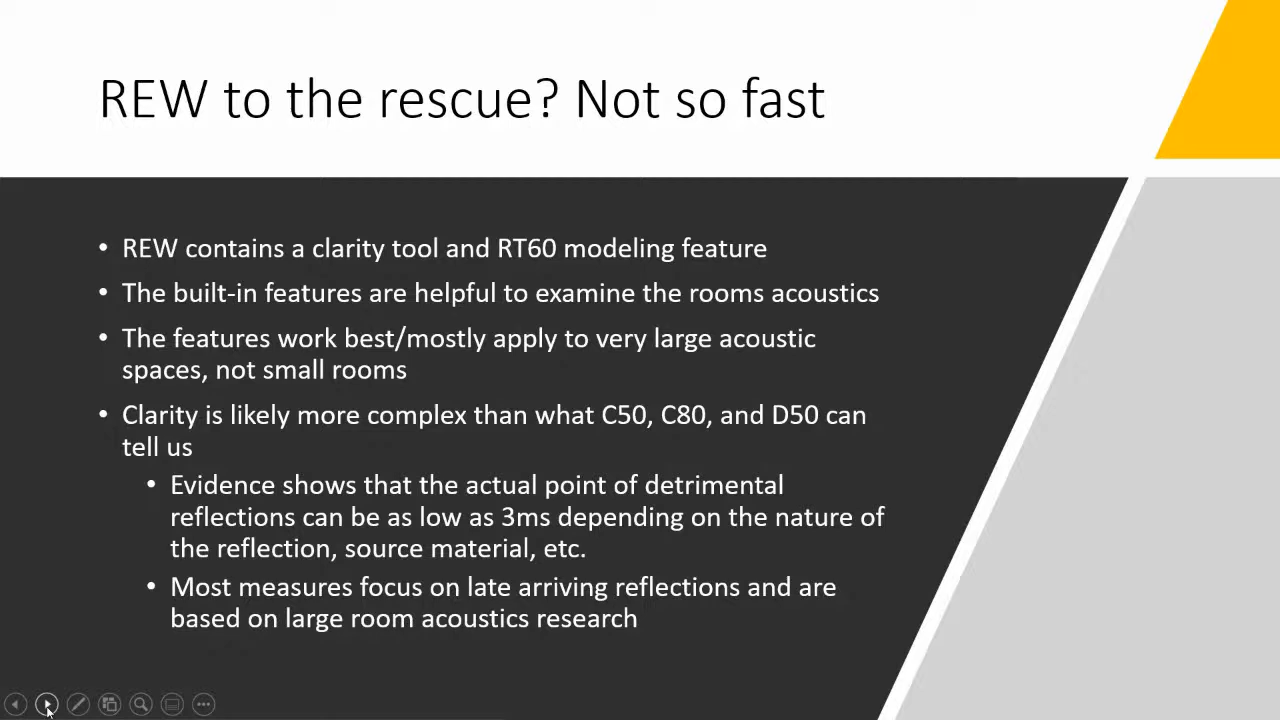 REW to the rescue? Not so fast
• REW contains a clarity tool and RT60 modeling feature
• The built-in features are helpful to examine the rooms acoustics
• The features work best/mostly apply to very large acoustic
spaces, not small rooms
• Clarity is likely more complex than what C50, C80, and D50 can
tell us
• Evidence shows that the actual point of detrimental
reflections can be as low as 3ms depending on the nature of
the reflection, source material, etc.
• Most measures focus on late arriving reflections and are
based on large room acoustics research